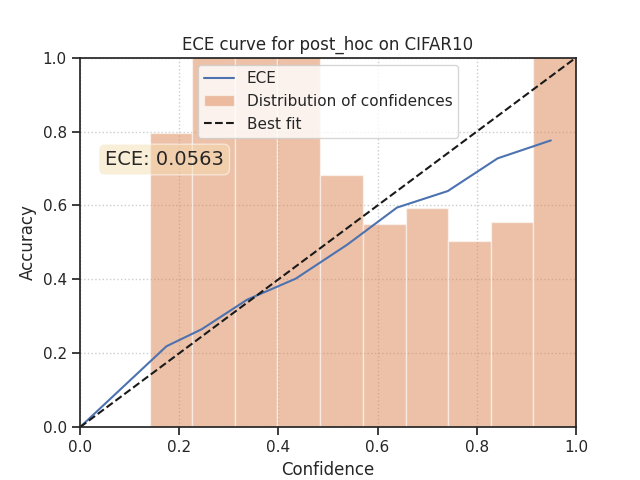 ECE curve for post_hoc on CIFAR10
1.0
0.8
0.6
0.4
0.2
0.0
Accuracy
ECE
Distribution of confidences
Best fit
ECE: 0.0563
0.0
0.2
0.4
0.6
0.8
1.0
Confidence